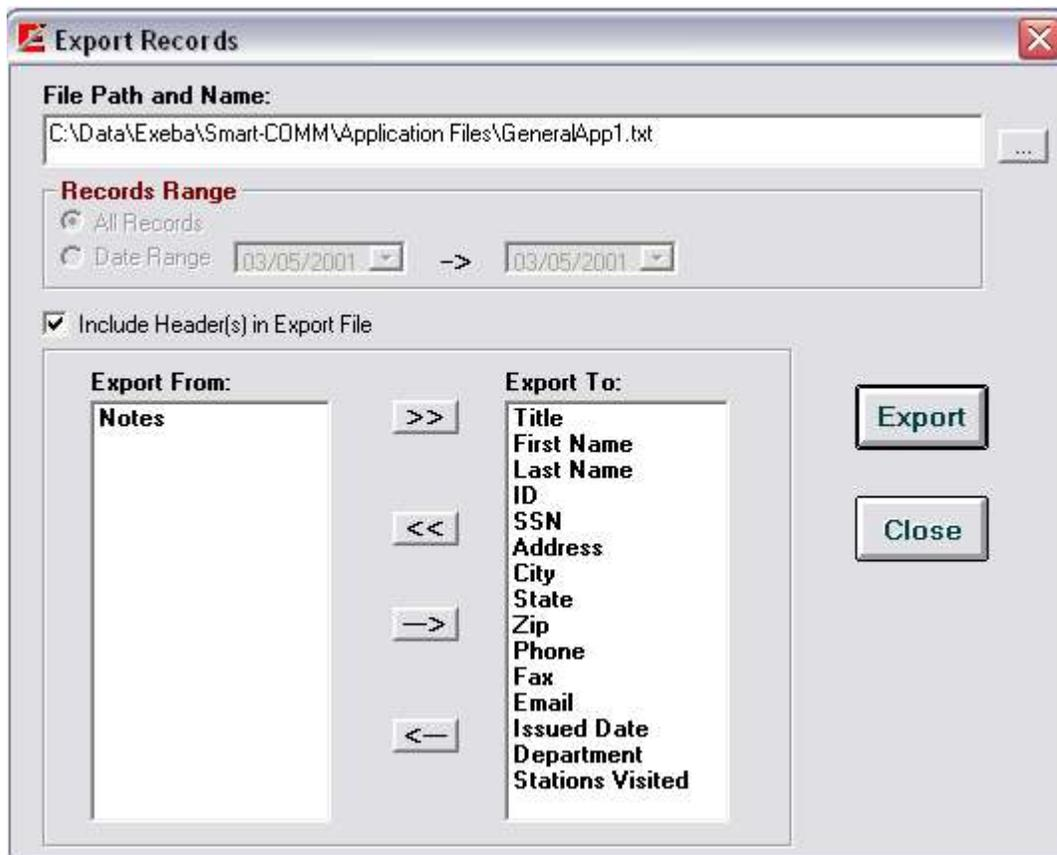 Export Records
File Path and Name:
C:\Data\Exeba\Smart-COMM\Application Files\GeneralApp1.txt
...
Records Range
All Records
Date Range 03/05/2001 -> 03/05/2001
Include Header(s) in Export File
Export From:
Notes
>>
<<
—>
<—
Export To:
Title
First Name
Last Name
ID
SSN
Address
City
State
Zip
Phone
Fax
Email
Issued Date
Department
Stations Visited
Export
Close